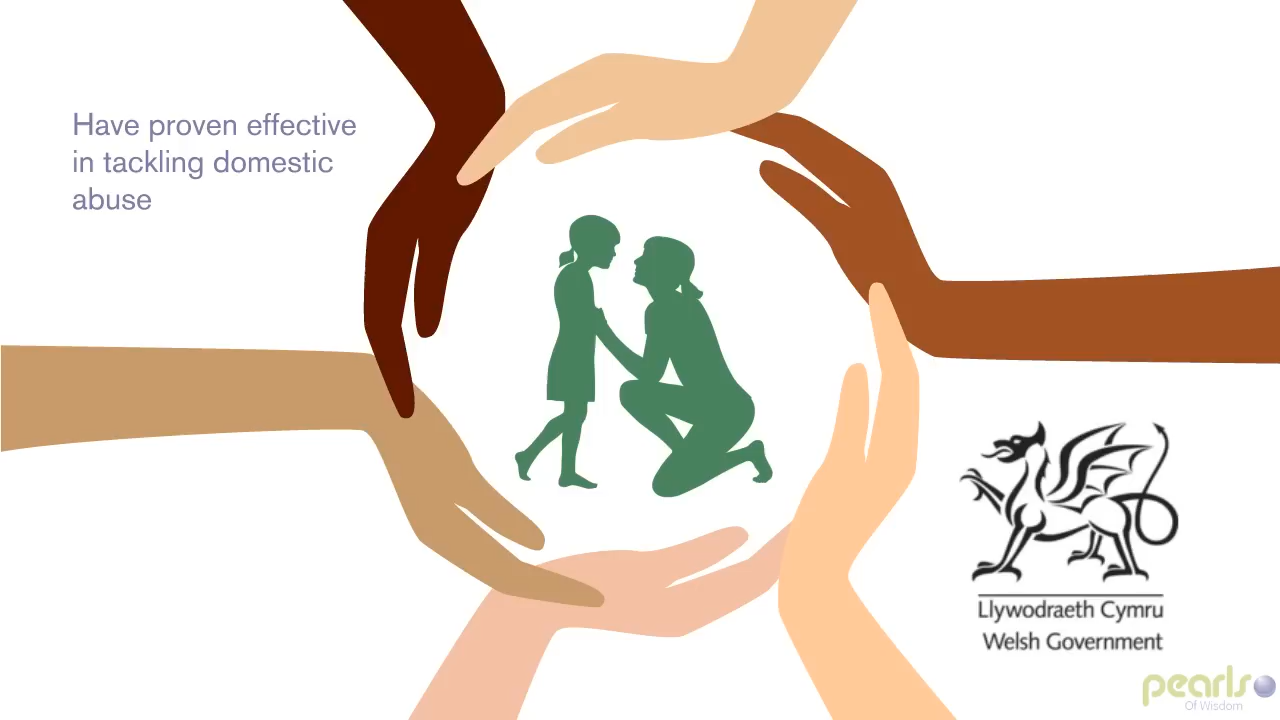 Have proven effective
in tackling domestic
abuse
Llywodraeth Cymru
Welsh Government
pearls
Of Wisdom